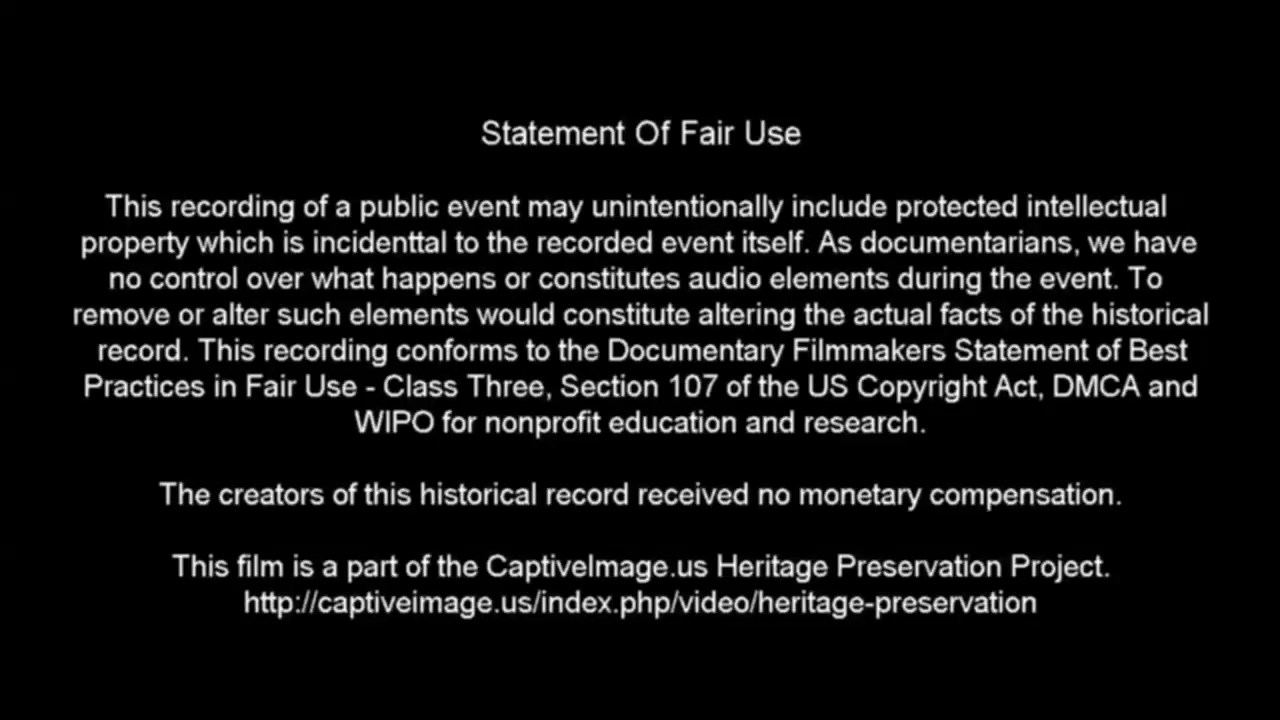 Statement Of Fair Use
This recording of a public event may unintentionally include protected intellectual
property which is incidenttal to the recorded event itself. As documentarians, we have
no control over what happens or constitutes audio elements during the event. To
remove or alter such elements would constitute altering the actual facts of the historical
record. This recording conforms to the Documentary Filmmakers Statement of Best
Practices in Fair Use - Class Three, Section 107 of the US Copyright Act, DMCA and
WIPO for nonprofit education and research.
The creators of this historical record received no monetary compensation.
This film is a part of the CaptiveImage.us Heritage Preservation Project.
http://captiveimage.us/index.php/video/heritage-preservation